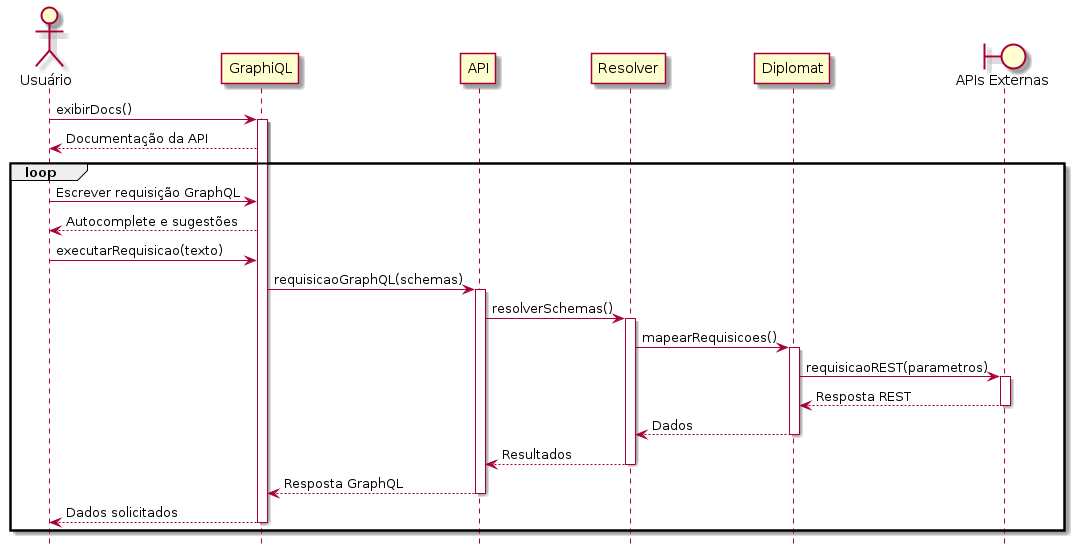 Usuário
GraphiQL
API
Resolver
Diplomat
APIs Externas
exibirDocs()
Documentação da API
loop
Escrever requisição GraphQL
Autocomplete e sugestões
executarRequisicao(texto)
requisicaoGraphQL(schemas)
resolverSchemas()
mapearRequisicoes()
requisicaoREST(parametros)
Resposta REST
Dados
Resultados
Resposta GraphQL
Dados solicitados